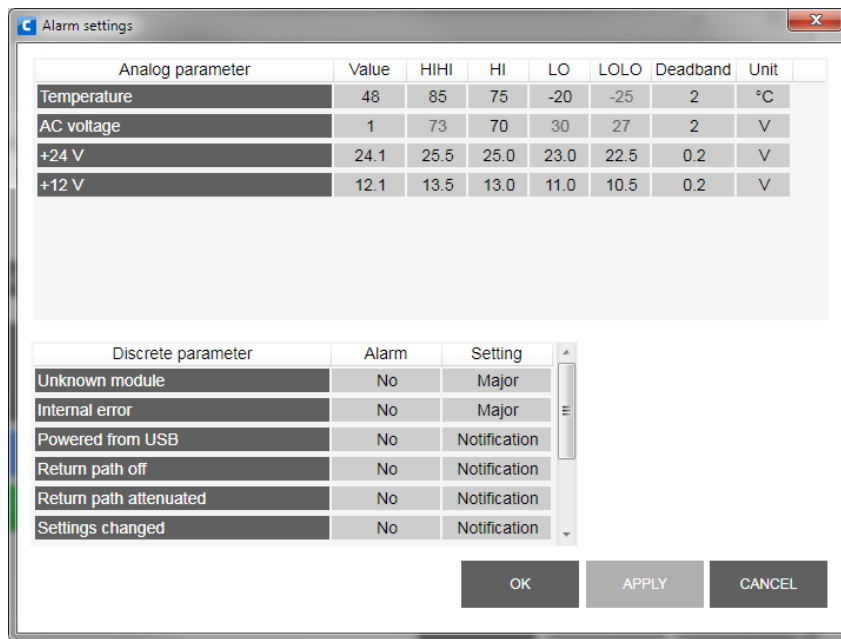 C Alarm settings
Analog parameter Value HIHI HI LO LOLO Deadband Unit
Temperature 48 85 75 -20 -25 2 °C
AC voltage 1 73 70 30 27 2 V
+24 V 24.1 25.5 25.0 23.0 22.5 0.2 V
+12 V 12.1 13.5 13.0 11.0 10.5 0.2 V
Discrete parameter Alarm Setting
Unknown module No Major
Internal error No Major
Powered from USB No Notification
Return path off No Notification
Return path attenuated No Notification
Settings changed No Notification
OK APPLY CANCEL